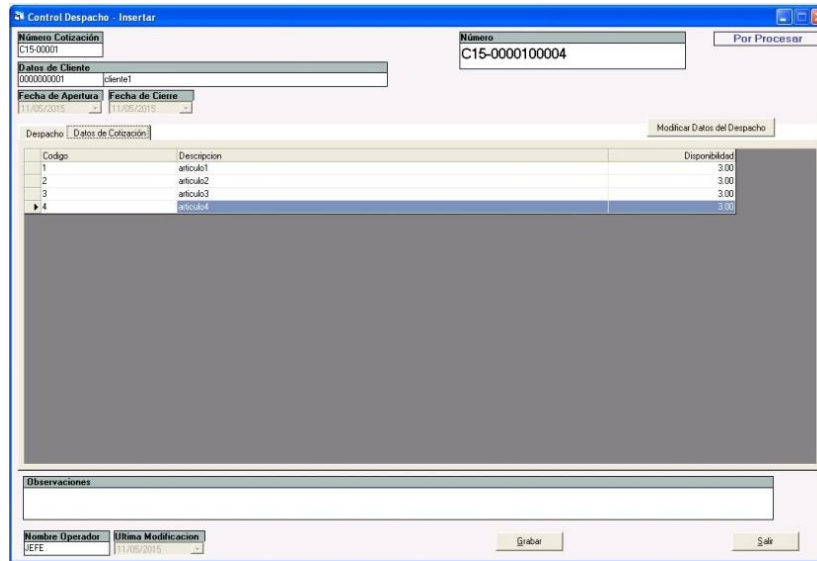 Control Despacho - Insertar
Número Cotización
C15-00001
Número
C15-0000100004
Por Procesar
Datos de Cliente
0000000001 cliente1
Fecha de Apertura Fecha de Cierre
11/05/2015 11/05/2015
Modificar Datos del Despacho
Despacho Datos de Cotización
Codigo Descripcion Disponibilidad
1 articulo1 3.00
2 articulo2 3.00
3 articulo3 3.00
4 articulo4 3.00
Observaciones
Nombre Operador Ultima Modificacion
JEFE 11/05/2015
Grabar Salir